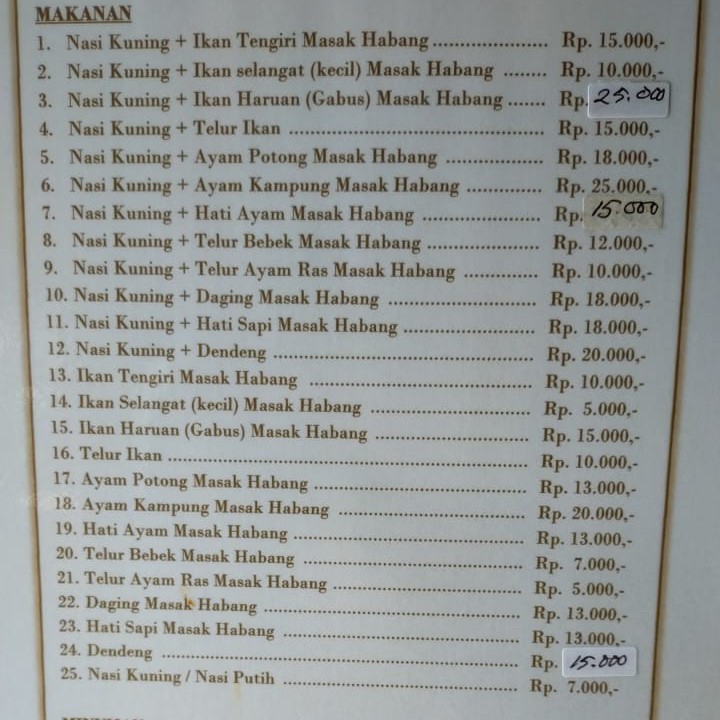 MAKANAN
1. Nasi Kuning + Ikan Tengiri Masak Habang ...................... Rp. 15.000,-
2. Nasi Kuning + Ikan selangat (kecil) Masak Habang ........ Rp. 10.000,-
3. Nasi Kuning + Ikan Haruan (Gabus) Masak Habang ....... Rp. 25.000
4. Nasi Kuning + Telur Ikan ................................................ Rp. 15.000,-
5. Nasi Kuning + Ayam Potong Masak Habang ................... Rp. 18.000,-
6. Nasi Kuning + Ayam Kampung Masak Habang ............... Rp. 25.000,-
7. Nasi Kuning + Hati Ayam Masak Habang ....................... Rp. 15.000
8. Nasi Kuning + Telur Bebek Masak Habang ..................... Rp. 12.000,-
9. Nasi Kuning + Telur Ayam Ras Masak Habang ............... Rp. 10.000,-
10. Nasi Kuning + Daging Masak Habang ............................ Rp. 18.000,-
11. Nasi Kuning + Hati Sapi Masak Habang ......................... Rp. 18.000,-
12. Nasi Kuning + Dendeng .................................................. Rp. 20.000,-
13. Ikan Tengiri Masak Habang ........................................... Rp. 10.000,-
14. Ikan Selangat (kecil) Masak Habang ............................... Rp. 5.000,-
15. Ikan Haruan (Gabus) Masak Habang .............................. Rp. 15.000,-
16. Telur Ikan ..................................................................... Rp. 10.000,-
17. Ayam Potong Masak Habang ......................................... Rp. 13.000,-
18. Ayam Kampung Masak Habang ..................................... Rp. 20.000,-
19. Hati Ayam Masak Habang ............................................. Rp. 13.000,-
20. Telur Bebek Masak Habang ........................................... Rp. 7.000,-
21. Telur Ayam Ras Masak Habang ..................................... Rp. 5.000,-
22. Daging Masak Habang ................................................... Rp. 13.000,-
23. Hati Sapi Masak Habang ............................................... Rp. 13.000,-
24. Dendeng ....................................................................... Rp. 15.000
25. Nasi Kuning / Nasi Putih ............................................... Rp. 7.000,-